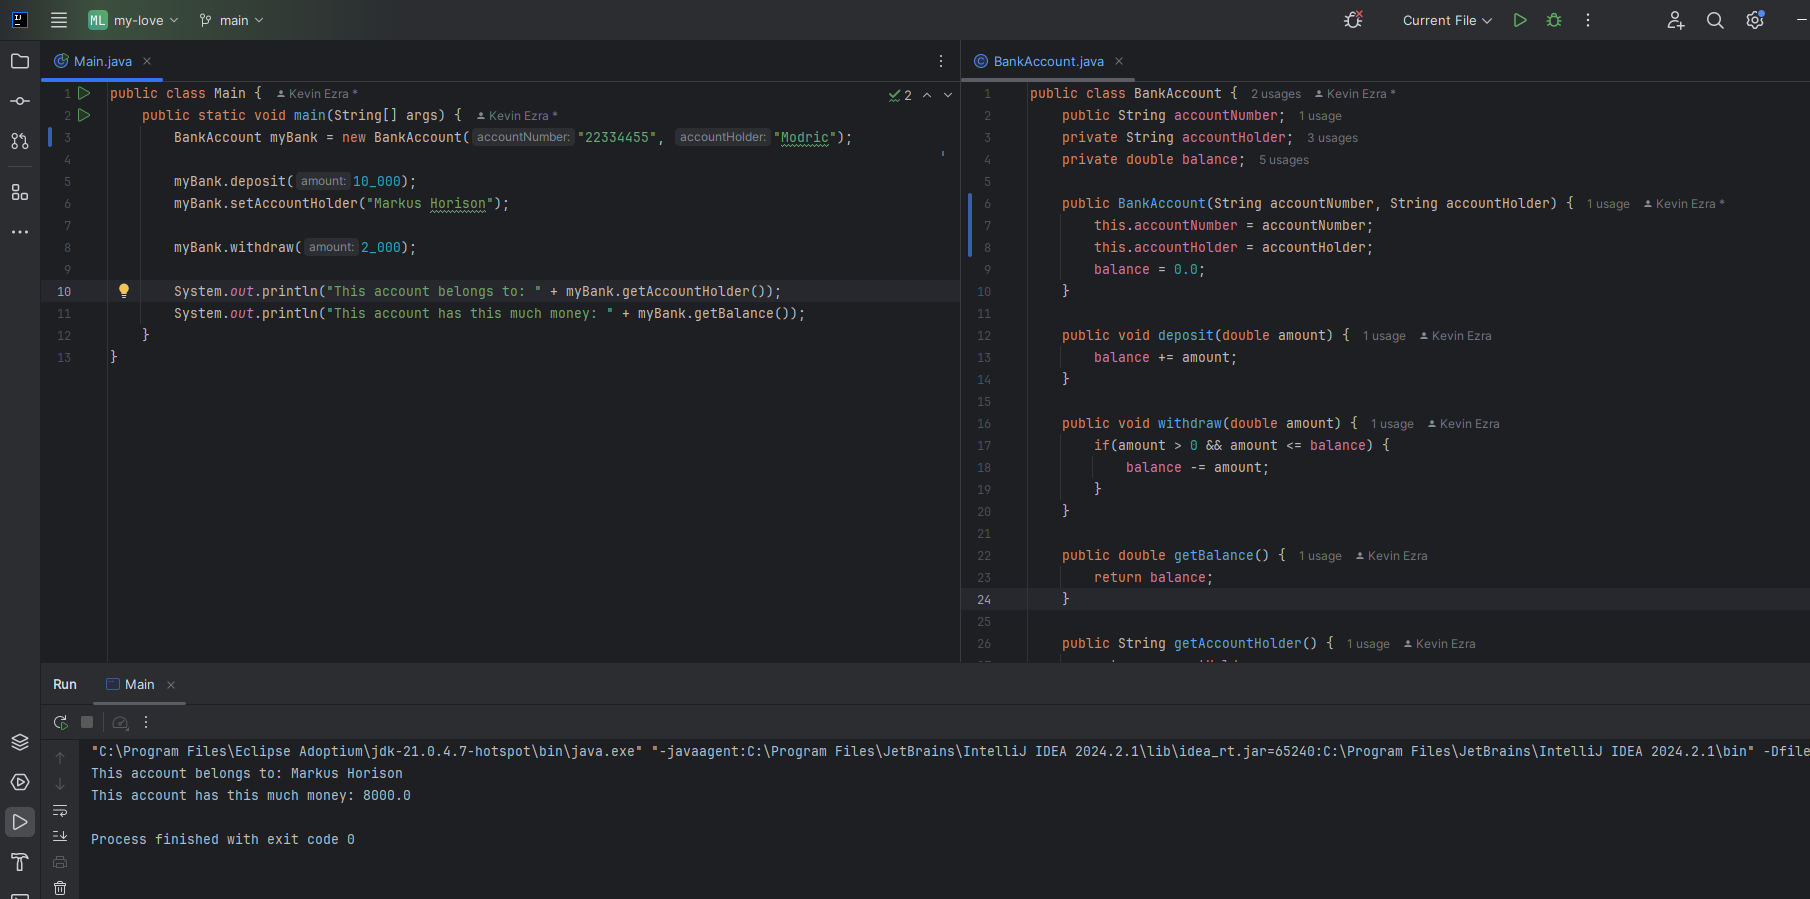 ML my-love main Current File
Main.java
1 public class Main { Kevin Ezra *
2 public static void main(String[] args) { Kevin Ezra *
3 BankAccount myBank = new BankAccount( accountNumber: "22334455", accountHolder: "Modric");
4
5 myBank.deposit( amount: 10_000);
6 myBank.setAccountHolder("Markus Horison");
7
8 myBank.withdraw( amount: 2_000);
9
10 System.out.println("This account belongs to: " + myBank.getAccountHolder());
11 System.out.println("This account has this much money: " + myBank.getBalance());
12 }
13 }
2
BankAccount.java
1 public class BankAccount { 2 usages Kevin Ezra *
2 public String accountNumber; 1 usage
3 private String accountHolder; 3 usages
4 private double balance; 5 usages
5
6 public BankAccount(String accountNumber, String accountHolder) { 1 usage Kevin Ezra *
7 this.accountNumber = accountNumber;
8 this.accountHolder = accountHolder;
9 balance = 0.0;
10 }
11
12 public void deposit(double amount) { 1 usage Kevin Ezra
13 balance += amount;
14 }
15
16 public void withdraw(double amount) { 1 usage Kevin Ezra
17 if(amount > 0 && amount <= balance) {
18 balance -= amount;
19 }
20 }
21
22 public double getBalance() { 1 usage Kevin Ezra
23 return balance;
24 }
25
26 public String getAccountHolder() { 1 usage Kevin Ezra
Run Main
"C:\Program Files\Eclipse Adoptium\jdk-21.0.4.7-hotspot\bin\java.exe" "-javaagent:C:\Program Files\JetBrains\IntelliJ IDEA 2024.2.1\lib\idea_rt.jar=65240:C:\Program Files\JetBrains\IntelliJ IDEA 2024.2.1\bin" -Dfile
This account belongs to: Markus Horison
This account has this much money: 8000.0
Process finished with exit code 0